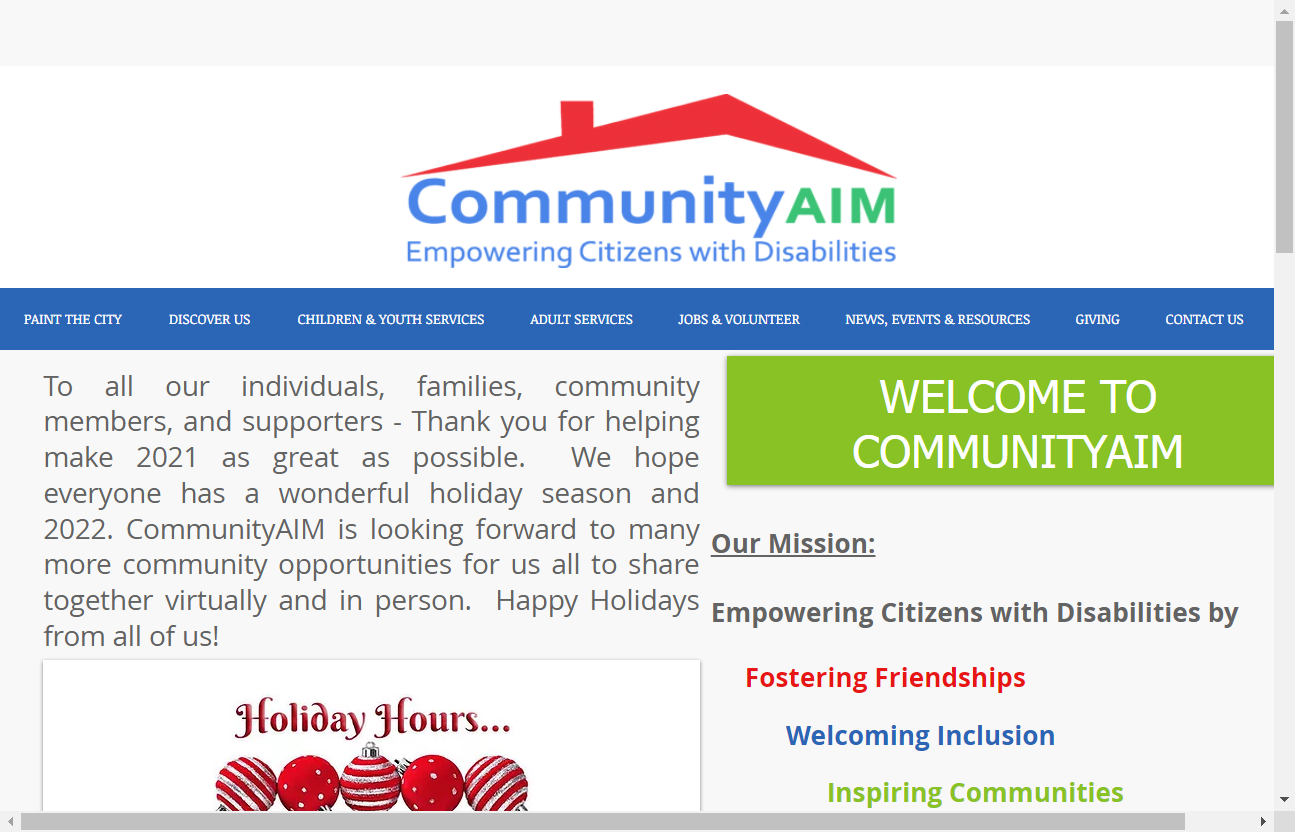 CommunityAIM
Empowering Citizens with Disabilities
PAINT THE CITY
DISCOVER US
CHILDREN & YOUTH SERVICES
ADULT SERVICES
JOBS & VOLUNTEER
NEWS, EVENTS & RESOURCES
GIVING
CONTACT US
To all our individuals, families, community
members, and supporters - Thank you for helping
make 2021 as great as possible. We hope
everyone has a wonderful holiday season and
2022. CommunityAIM is looking forward to many
more community opportunities for us all to share
together virtually and in person. Happy Holidays
from all of us!
Holiday Hours...
WELCOME TO
COMMUNITYAIM
Our Mission:
Empowering Citizens with Disabilities by
Fostering Friendships
Welcoming Inclusion
Inspiring Communities